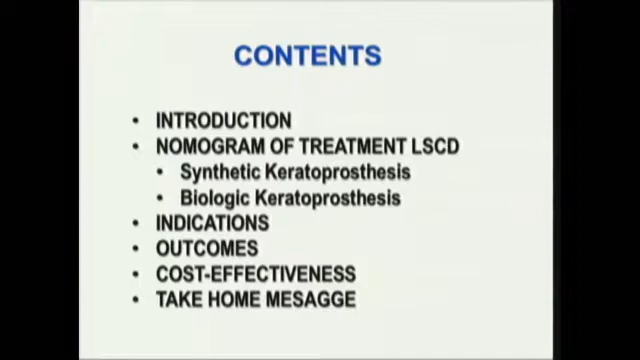 CONTENTS
• INTRODUCTION
• NOMOGRAM OF TREATMENT LSCD
• Synthetic Keratoprosthesis
• Biologic Keratoprosthesis
• INDICATIONS
• OUTCOMES
• COST-EFFECTIVENESS
• TAKE HOME MESAGGE